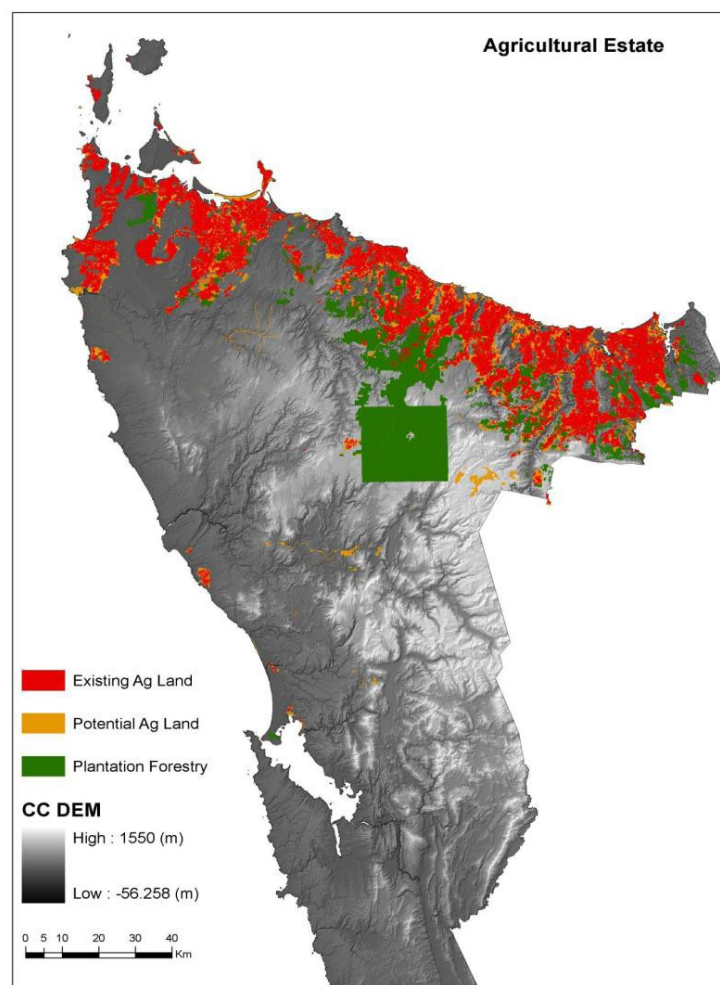 Agricultural Estate
Existing Ag Land
Potential Ag Land
Plantation Forestry
CC DEM
High : 1550 (m)
Low : -56.258 (m)
0 5 10 20 30 40
Km